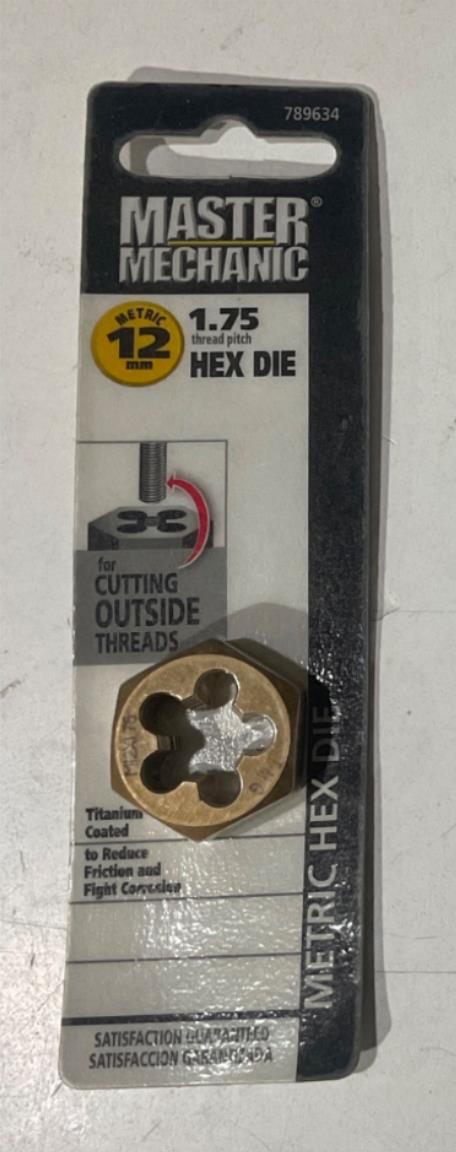 789634
MASTER®
MECHANIC
METRIC
12
mm
1.75
thread pitch
HEX DIE
for
CUTTING
OUTSIDE
THREADS
M12X1.75
Titanium
Coated
to Reduce
Friction and
Fight Corrosion
METRIC HEX DIE
SATISFACTION GUARANTEED
SATISFACCION GARANTIZADA